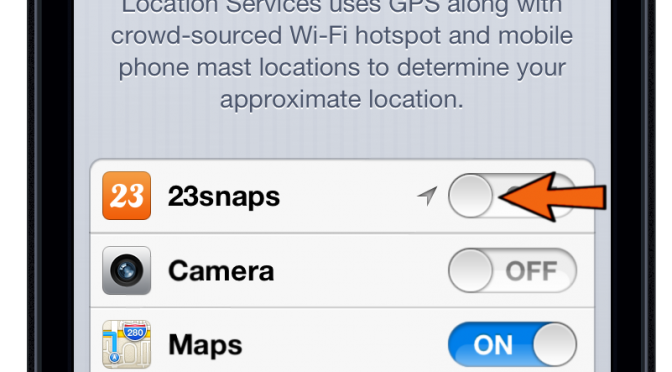 Location Services uses GPS along with
crowd-sourced Wi-Fi hotspot and mobile
phone mast locations to determine your
approximate location.
23 23snaps
Camera OFF
280 Maps ON